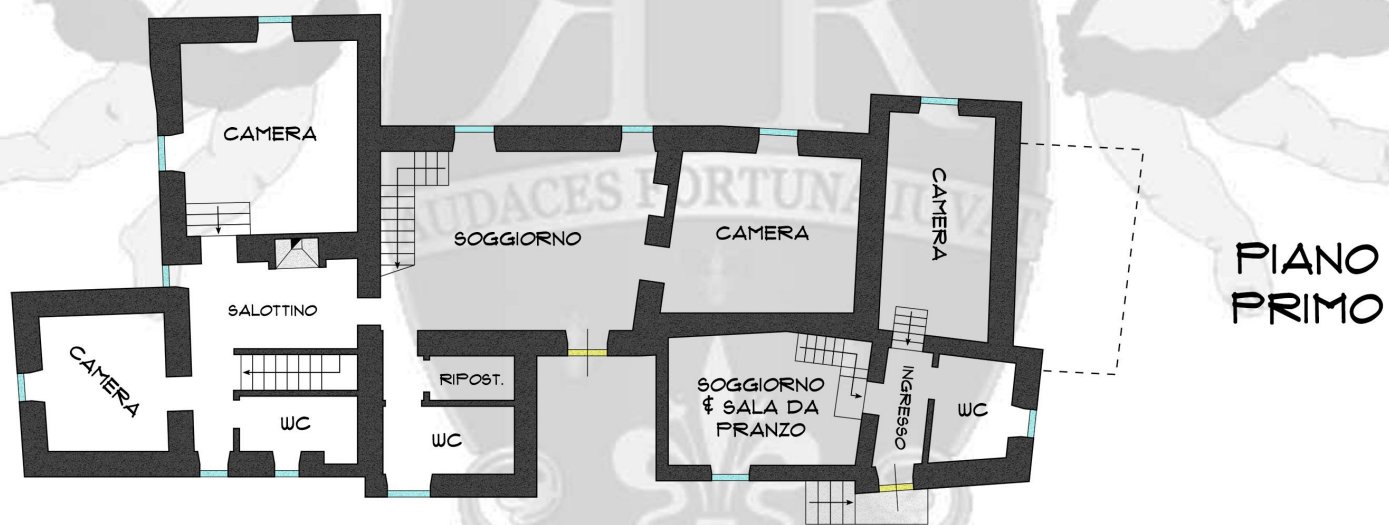 CAMERA
SOGGIORNO
CAMERA
CAMERA
SALOTTINO
CAMERA
RIPOST.
WC
WC
SOGGIORNO
& SALA DA
PRANZO
INGRESSO
WC
PIANO
PRIMO
AUDACES FORTUNA IUVAT